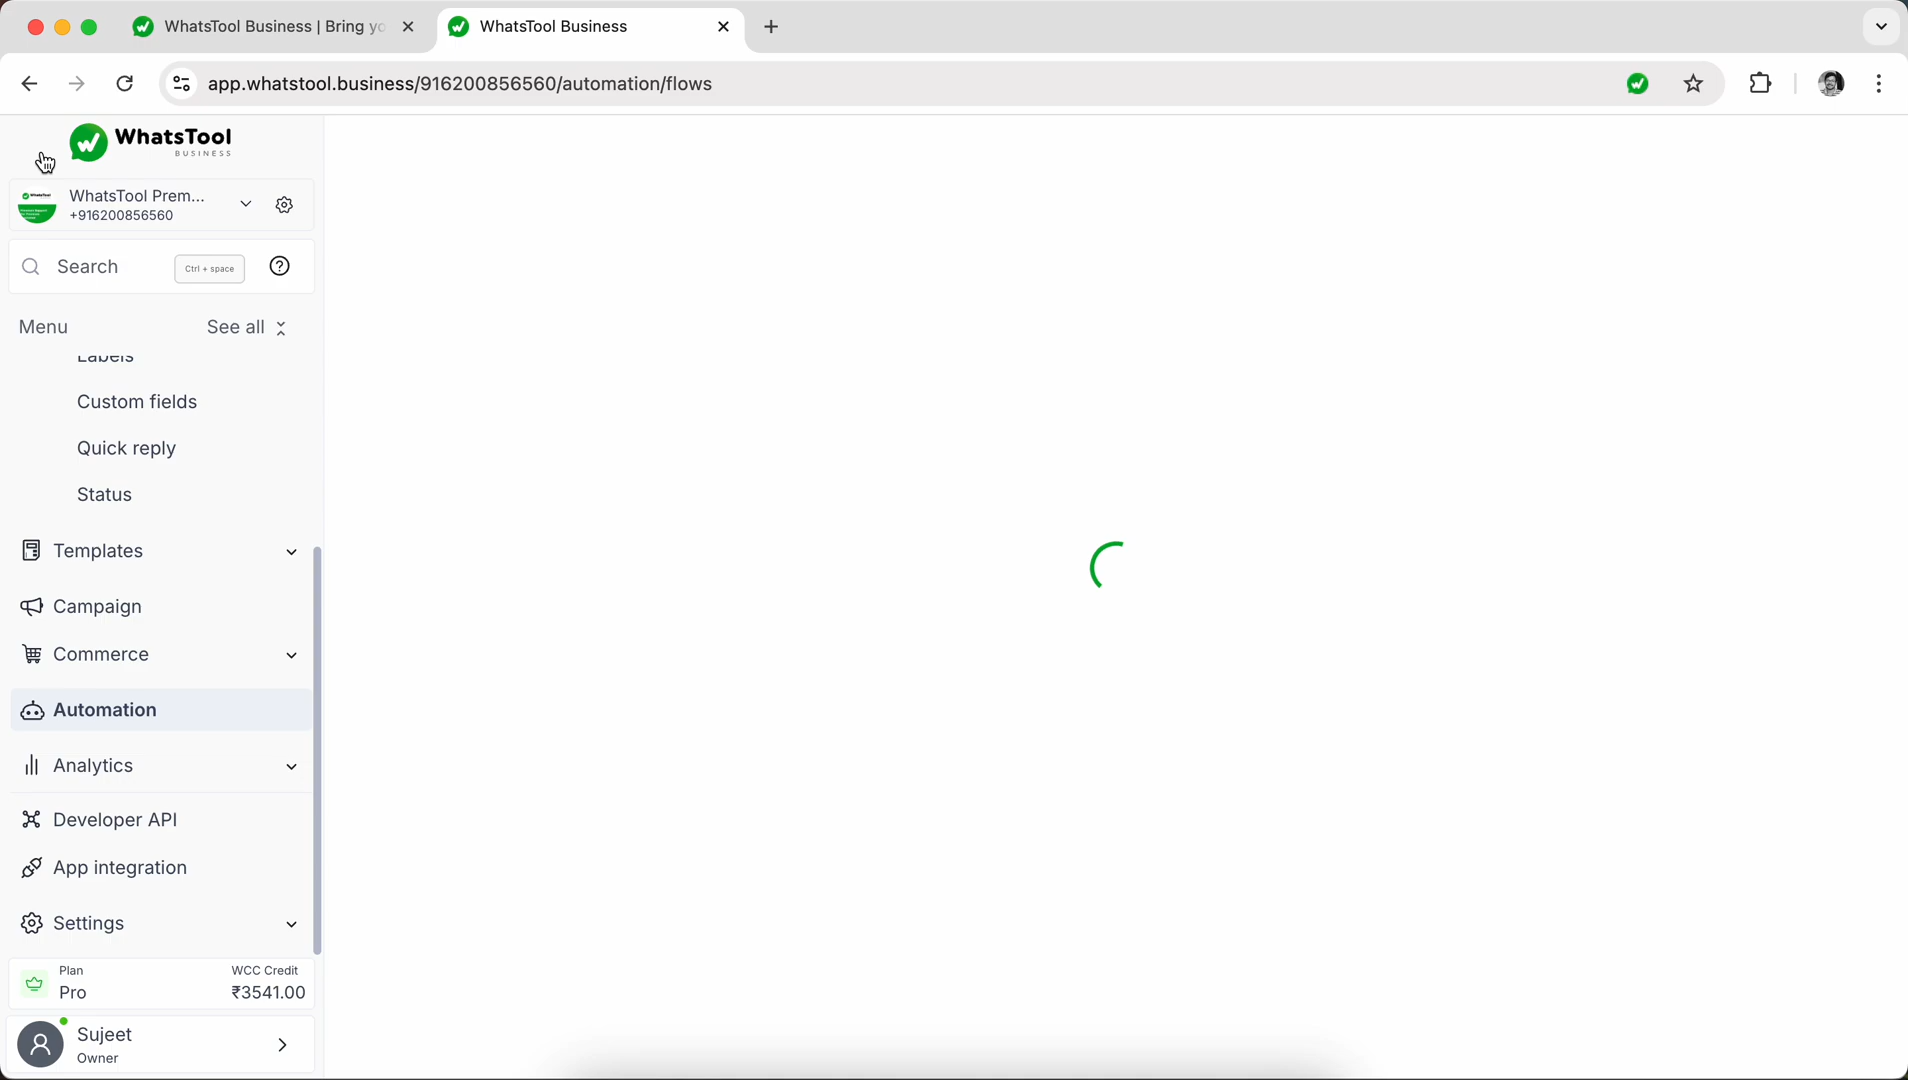 WhatsTool Business | Bring yo
WhatsTool Business
app.whatstool.business/916200856560/automation/flows
WhatsTool
BUSINESS
WhatsTool Prem...
+916200856560
Search
Ctrl + space
Menu
See all
Labels
Custom fields
Quick reply
Status
Templates
Campaign
Commerce
Automation
Analytics
Developer API
App integration
Settings
Plan
WCC Credit
Pro
₹3541.00
Sujeet
Owner